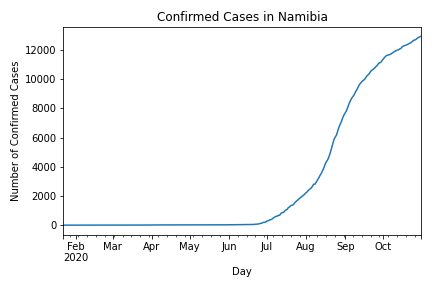 Confirmed Cases in Namibia
Number of Confirmed Cases
12000
10000
8000
6000
4000
2000
0
Feb Mar Apr May Jun Jul Aug Sep Oct
2020
Day